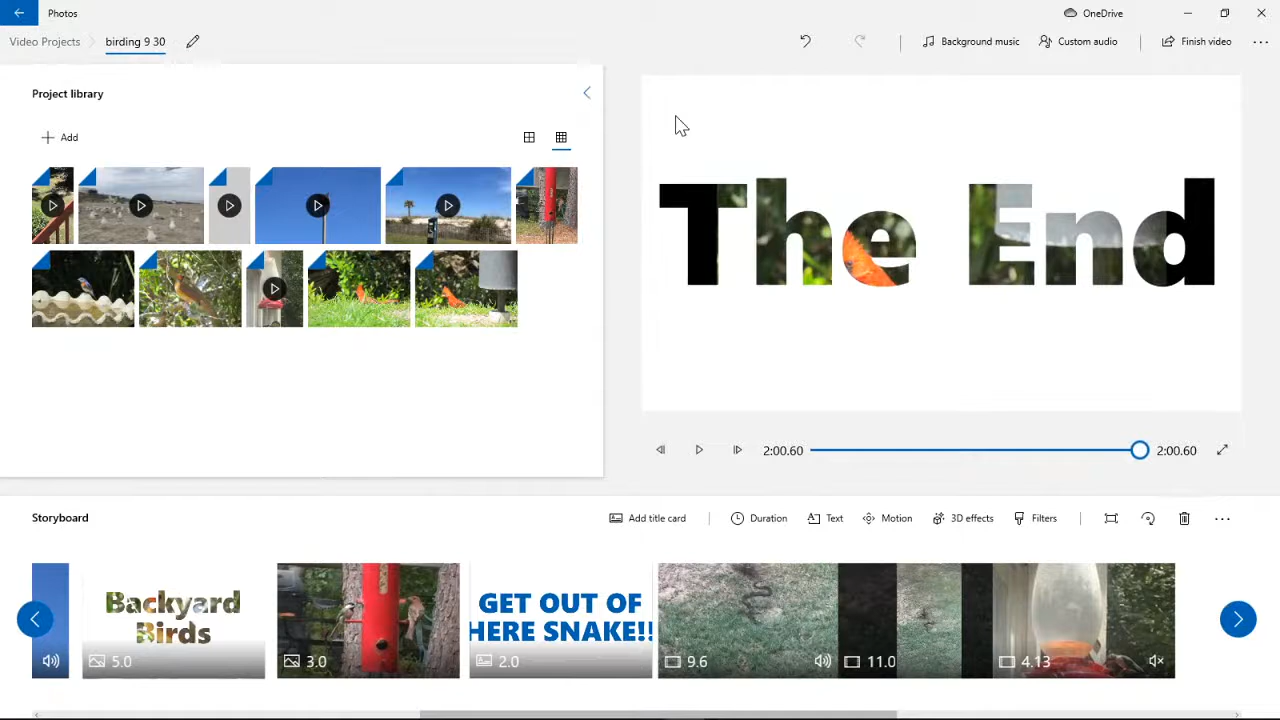 Photos
OneDrive
Video Projects
birding 9 30
Background music
Custom audio
Finish video
Project library
Add
The End
2:00.60
2:00.60
Storyboard
Add title card
Duration
Text
Motion
3D effects
Filters
Backyard
Birds
5.0
3.0
GET OUT OF
HERE SNAKE!!
2.0
9.6
11.0
4.13